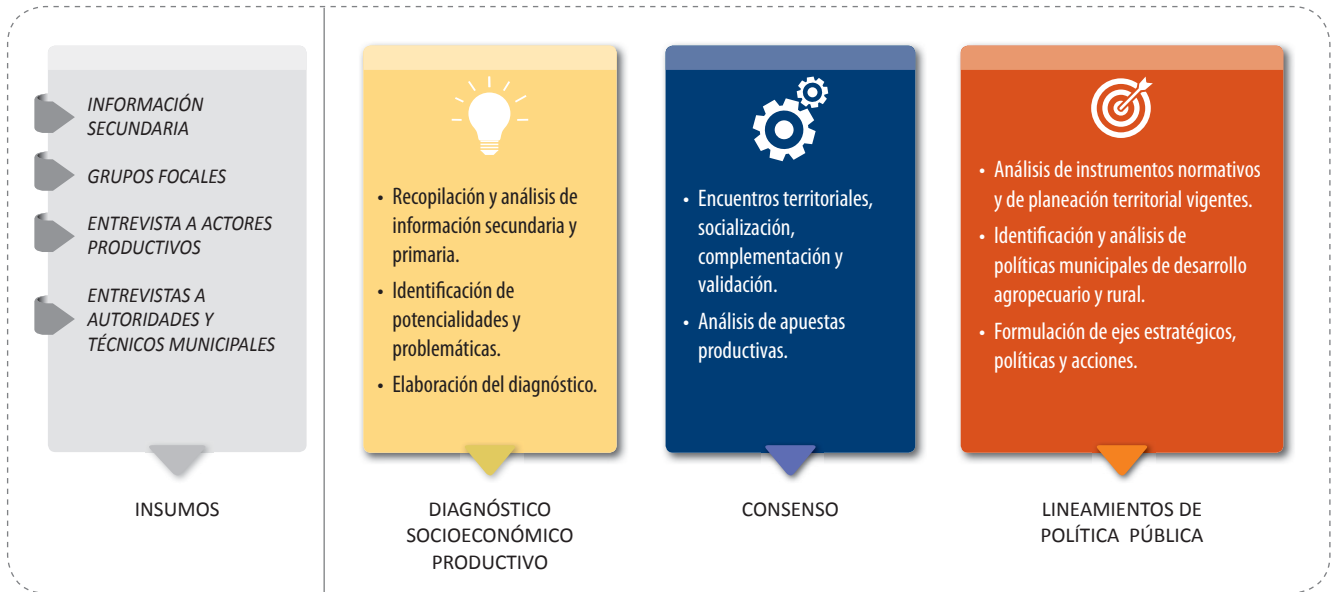 INFORMACIÓN
SECUNDARIA
GRUPOS FOCALES
ENTREVISTA A ACTORES
PRODUCTIVOS
ENTREVISTAS A
AUTORIDADES Y
TÉCNICOS MUNICIPALES
INSUMOS
• Recopilación y análisis de
información secundaria y
primaria.
• Identificación de
potencialidades y
problemáticas.
• Elaboración del diagnóstico.
DIAGNÓSTICO
SOCIOECONÓMICO
PRODUCTIVO
• Encuentros territoriales,
socialización,
complementación y
validación.
• Análisis de apuestas
productivas.
CONSENSO
• Análisis de instrumentos normativos
y de planeación territorial vigentes.
• Identificación y análisis de
políticas municipales de desarrollo
agropecuario y rural.
• Formulación de ejes estratégicos,
políticas y acciones.
LINEAMIENTOS DE
POLÍTICA PÚBLICA